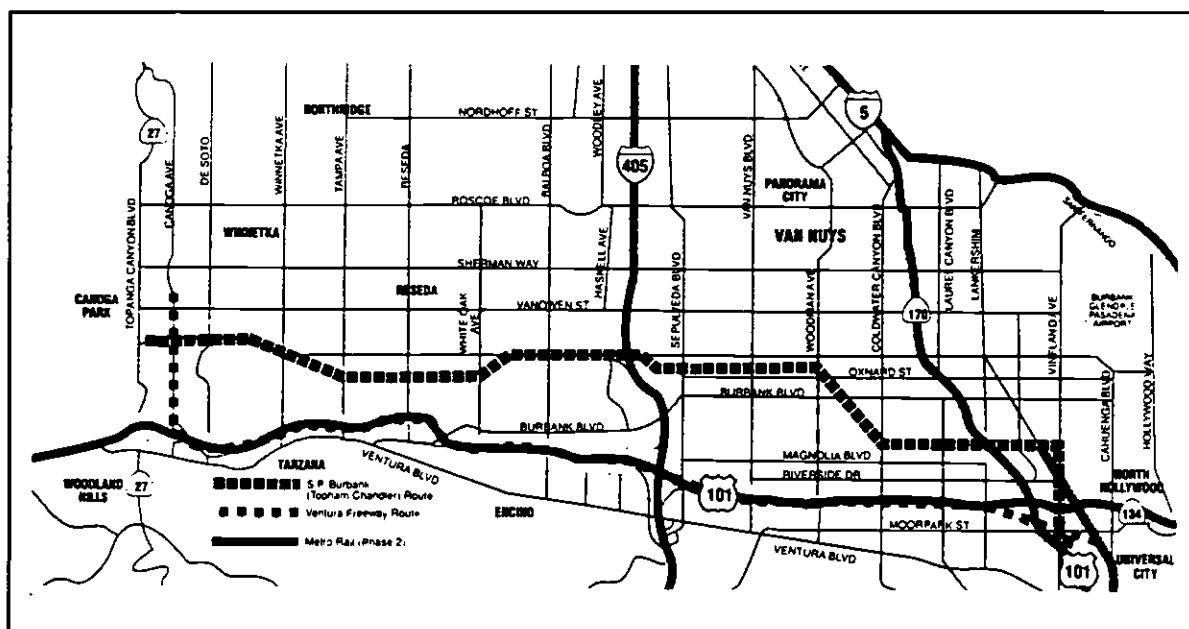 NORTHRIDGE
NORDHOFF ST
27
CANOGA AVE
DE SOTO
WINNETKA AVE
TAMPA AVE
RESEDA
BALBOA BLVD
WOODLEY AVE
405
VAN NUYS BLVD
5
PANORAMA
CITY
ROSCOE BLVD
WINNETKA
VAN NUYS
SAN FERNANDO
TOPANGA CANYON BLVD
SHERMAN WAY
HASKELL AVE
SEPULVEDA BLVD
WOODMAN AVE
COLDWATER CANYON BLVD
LAUREL CANYON BLVD
LANKERSHIM
RESEDA
CANOGA
PARK
VANOWEN ST
WHITE OAK
AVE
170
VINELAND AVE
BURBANK
GLENDALE
PASADENA
AIRPORT
OXNARD ST
BURBANK BLVD
CAHUENGA BLVD
HOLLYWOOD WAY
BURBANK BLVD
MAGNOLIA BLVD
RIVERSIDE DR
TARZANA
VENTURA BLVD
WOODLAND
HILLS
27
S.P. Burbank
(Topham Chandler) Route
Ventura Freeway Route
Metro Rail (Phase 2)
ENCINO
101
NORTH
HOLLYWOOD
134
MOORPARK ST
VENTURA BLVD
101
UNIVERSAL
CITY